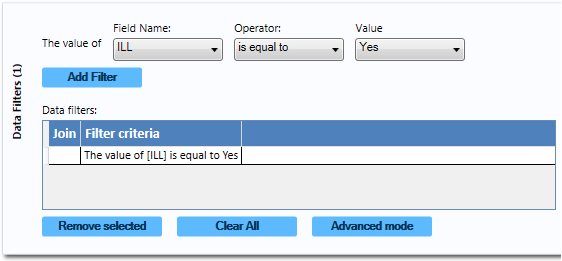 Field Name: Operator: Value
The value of ILL is equal to Yes
Add Filter
Data Filters (1)
Data filters:
Join Filter criteria
The value of [ILL] is equal to Yes
Remove selected Clear All Advanced mode